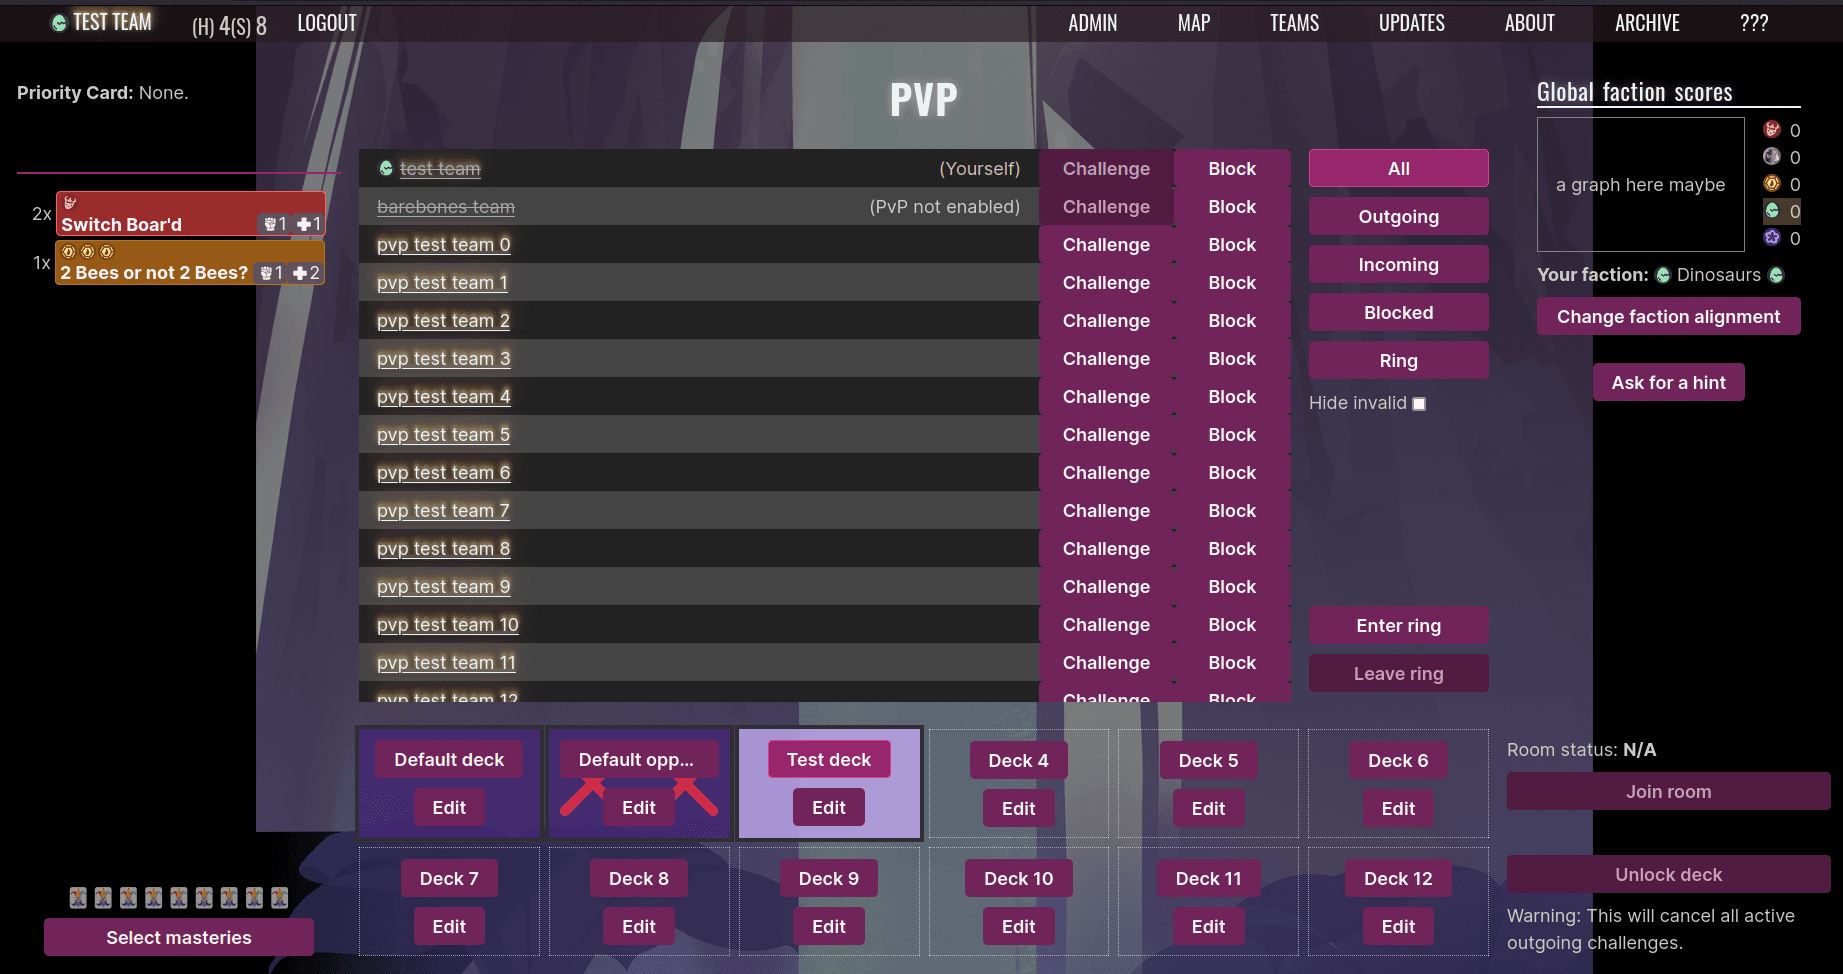 TEST TEAM
(H) 4(S) 8
LOGOUT
ADMIN
MAP
TEAMS
UPDATES
ABOUT
ARCHIVE
???
Priority Card: None.
2x
Switch Boar'd
1
1
1x
2 Bees or not 2 Bees?
1
2
Select masteries
PVP
test team (Yourself) Challenge Block
barebones team (PvP not enabled) Challenge Block
pvp test team 0 Challenge Block
pvp test team 1 Challenge Block
pvp test team 2 Challenge Block
pvp test team 3 Challenge Block
pvp test team 4 Challenge Block
pvp test team 5 Challenge Block
pvp test team 6 Challenge Block
pvp test team 7 Challenge Block
pvp test team 8 Challenge Block
pvp test team 9 Challenge Block
pvp test team 10 Challenge Block
pvp test team 11 Challenge Block
pvp test team 12 Challenge Block
All
Outgoing
Incoming
Blocked
Ring
Hide invalid
Enter ring
Leave ring
Default deck
Edit
Default opp...
Edit
Test deck
Edit
Deck 4
Edit
Deck 5
Edit
Deck 6
Edit
Deck 7
Edit
Deck 8
Edit
Deck 9
Edit
Deck 10
Edit
Deck 11
Edit
Deck 12
Edit
Global faction scores
a graph here maybe
0
0
0
0
0
Your faction: Dinosaurs
Change faction alignment
Ask for a hint
Room status: N/A
Join room
Unlock deck
Warning: This will cancel all active
outgoing challenges.